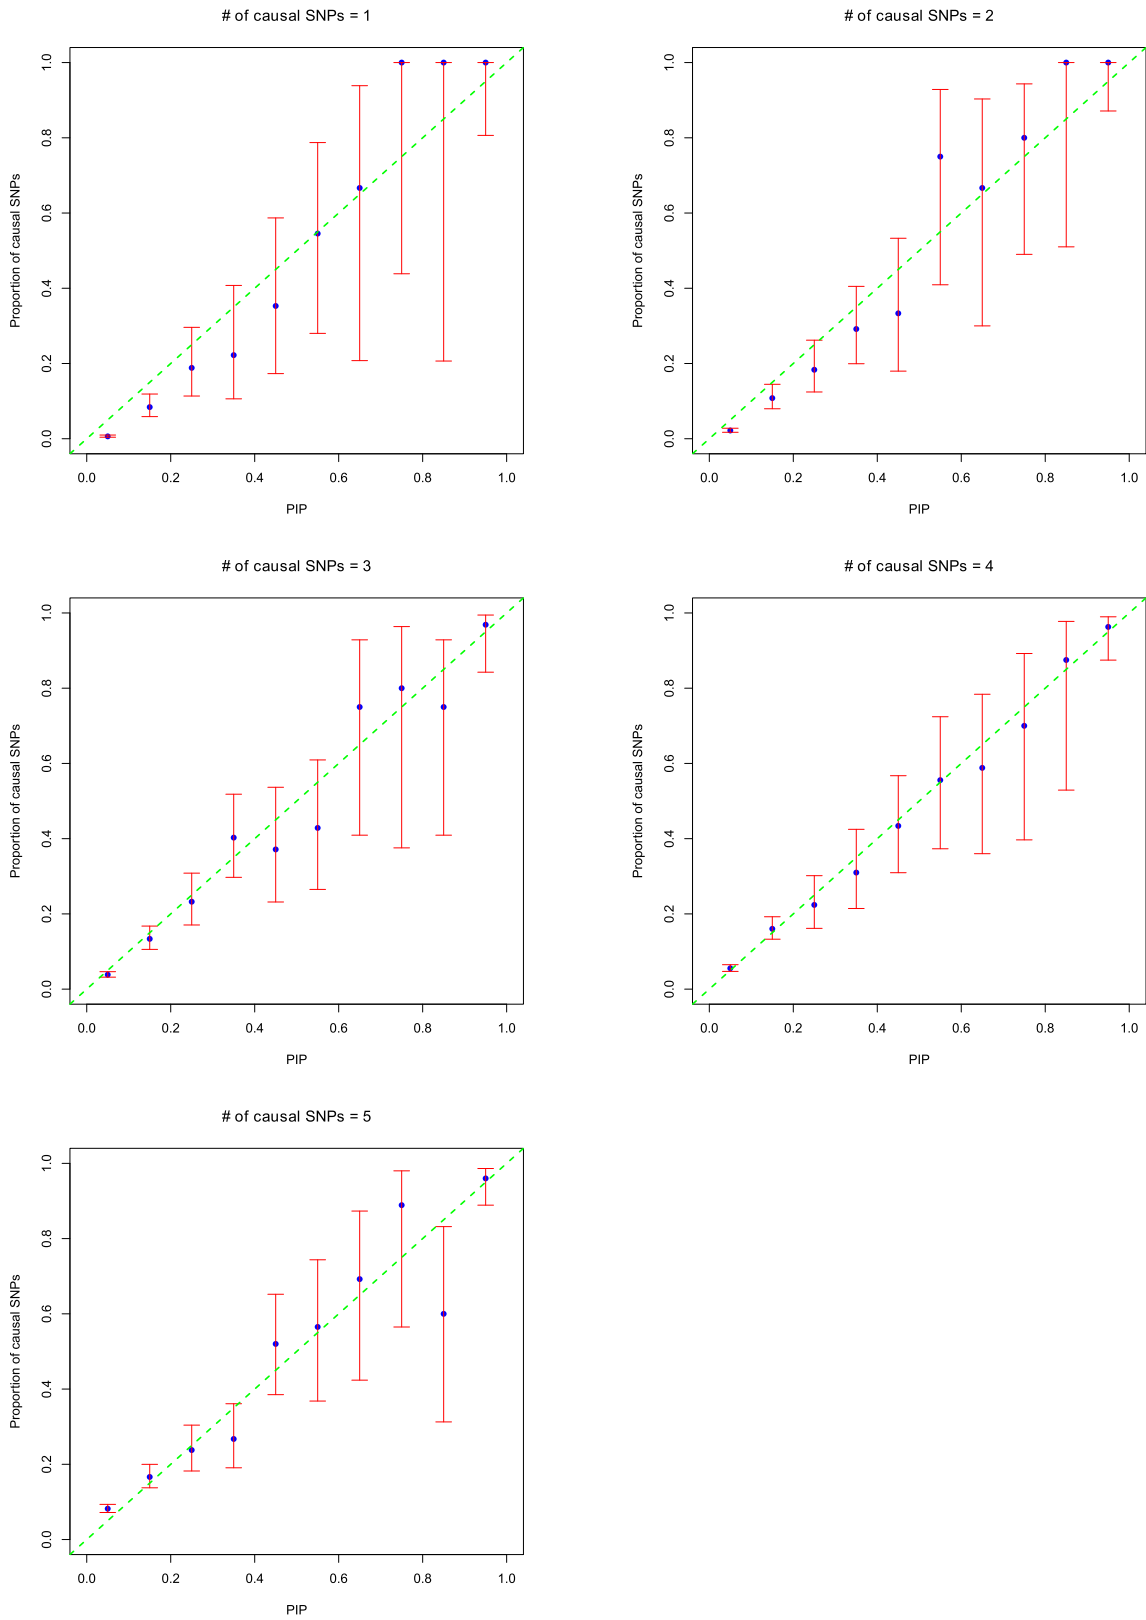 # of causal SNPs = 1
Proportion of causal SNPs
1.0
0.8
0.6
0.4
0.2
0.0
0.0 0.2 0.4 0.6 0.8 1.0
PIP
# of causal SNPs = 2
Proportion of causal SNPs
1.0
0.8
0.6
0.4
0.2
0.0
0.0 0.2 0.4 0.6 0.8 1.0
PIP
# of causal SNPs = 3
Proportion of causal SNPs
1.0
0.8
0.6
0.4
0.2
0.0
0.0 0.2 0.4 0.6 0.8 1.0
PIP
# of causal SNPs = 4
Proportion of causal SNPs
1.0
0.8
0.6
0.4
0.2
0.0
0.0 0.2 0.4 0.6 0.8 1.0
PIP
# of causal SNPs = 5
Proportion of causal SNPs
1.0
0.8
0.6
0.4
0.2
0.0
0.0 0.2 0.4 0.6 0.8 1.0
PIP